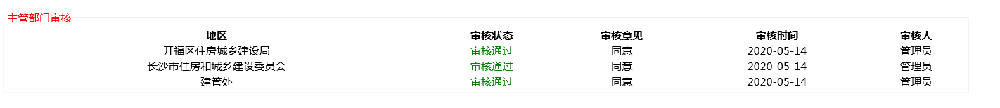 主管部门审核
地区 审核状态 审核意见 审核时间 审核人
开福区住房城乡建设局 审核通过 同意 2020-05-14 管理员
长沙市住房和城乡建设委员会 审核通过 同意 2020-05-14 管理员
建管处 审核通过 同意 2020-05-14 管理员